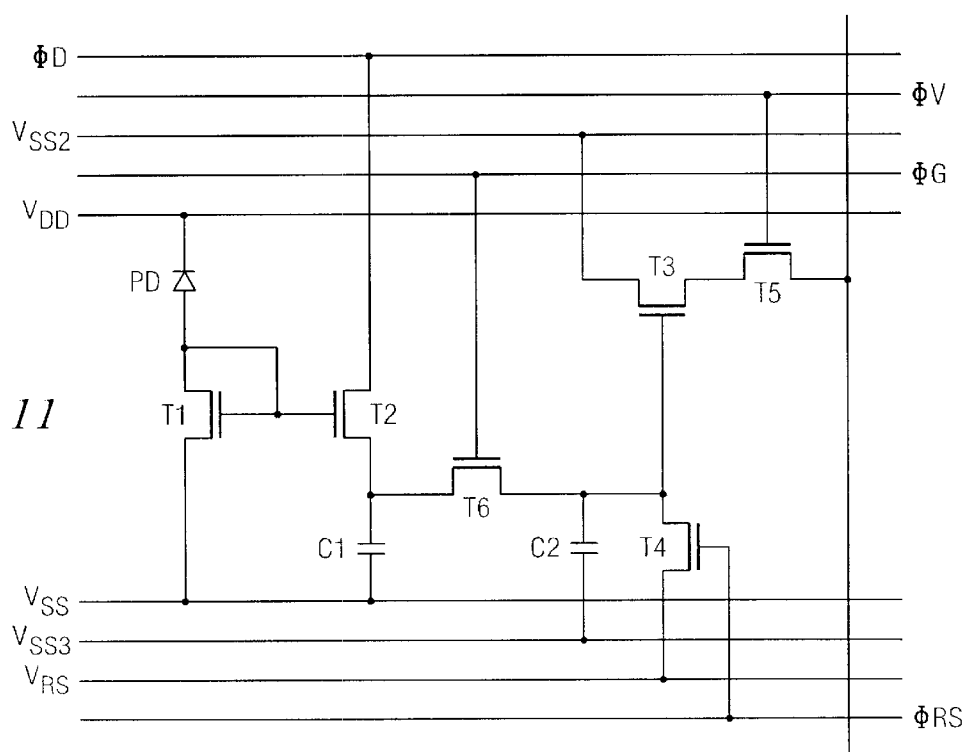 ΦD
ΦV
VSS2
ΦG
VDD
PD
T3
T5
11
T1
T2
T6
C1
C2
T4
VSS
VSS3
VRS
ΦRS